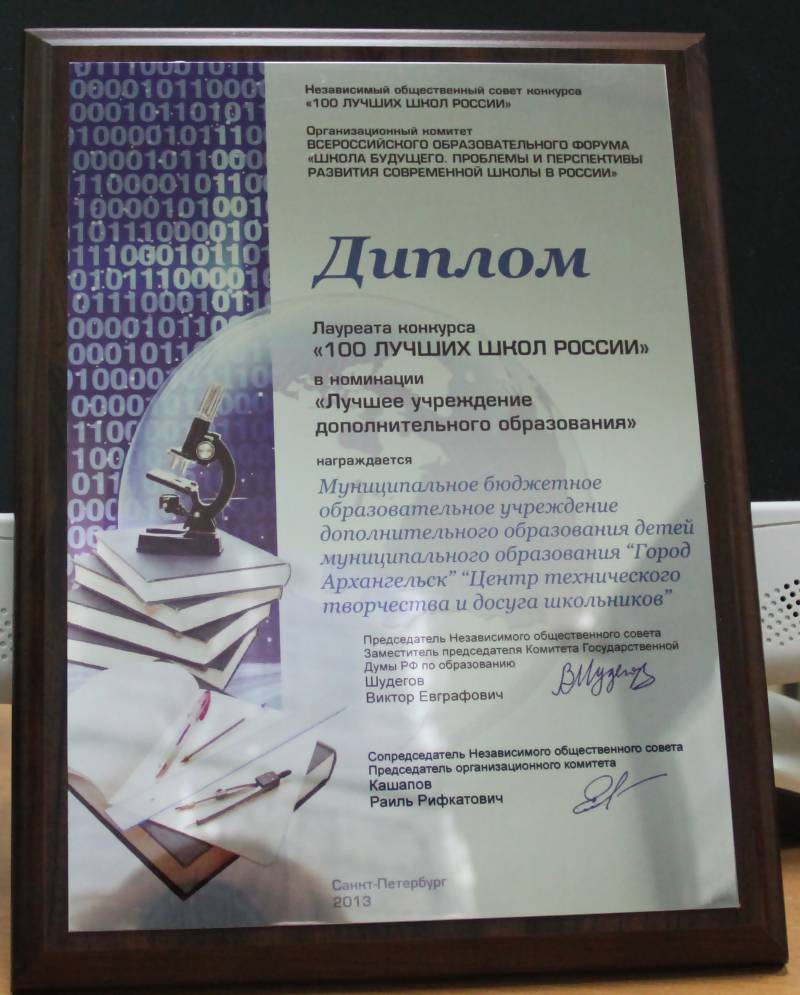 Независимый общественный совет конкурса
«100 ЛУЧШИХ ШКОЛ РОССИИ»
Организационный комитет
ВСЕРОССИЙСКОГО ОБРАЗОВАТЕЛЬНОГО ФОРУМА
«ШКОЛА БУДУЩЕГО. ПРОБЛЕМЫ И ПЕРСПЕКТИВЫ
РАЗВИТИЯ СОВРЕМЕННОЙ ШКОЛЫ В РОССИИ»
Диплом
Лауреата конкурса
«100 ЛУЧШИХ ШКОЛ РОССИИ»
в номинации
«Лучшее учреждение
дополнительного образования»
награждается
Муниципальное бюджетное
образовательное учреждение
дополнительного образования детей
муниципального образования “Город
Архангельск” “Центр технического
творчества и досуга школьников”
Председатель Независимого общественного совета
Заместитель председателя Комитета Государственной
Думы РФ по образованию
Шудегов
Виктор Евграфович
Сопредседатель Независимого общественного совета
Председатель организационного комитета
Кашапов
Раиль Рифкатович
Санкт-Петербург
2013